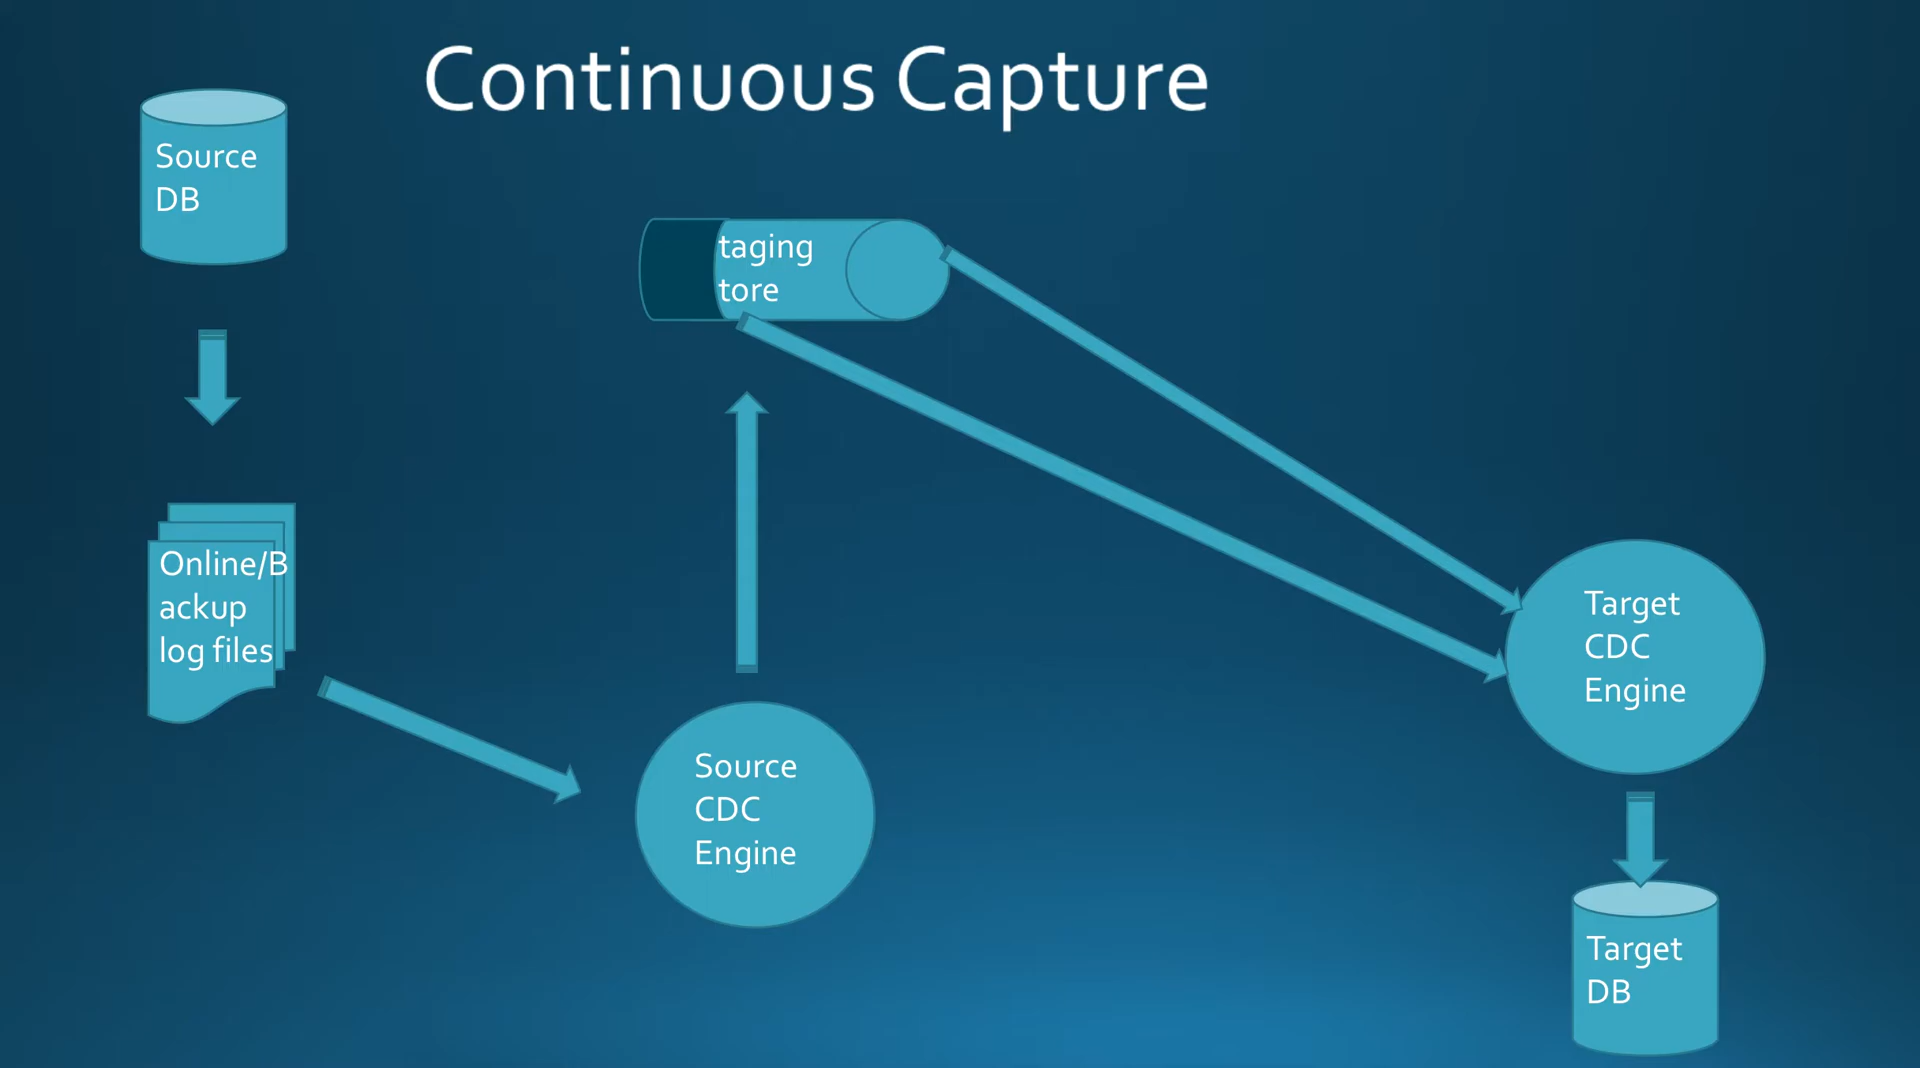 Continuous Capture
Source
DB
taging
tore
Online/B
ackup
log files
Source
CDC
Engine
Target
CDC
Engine
Target
DB